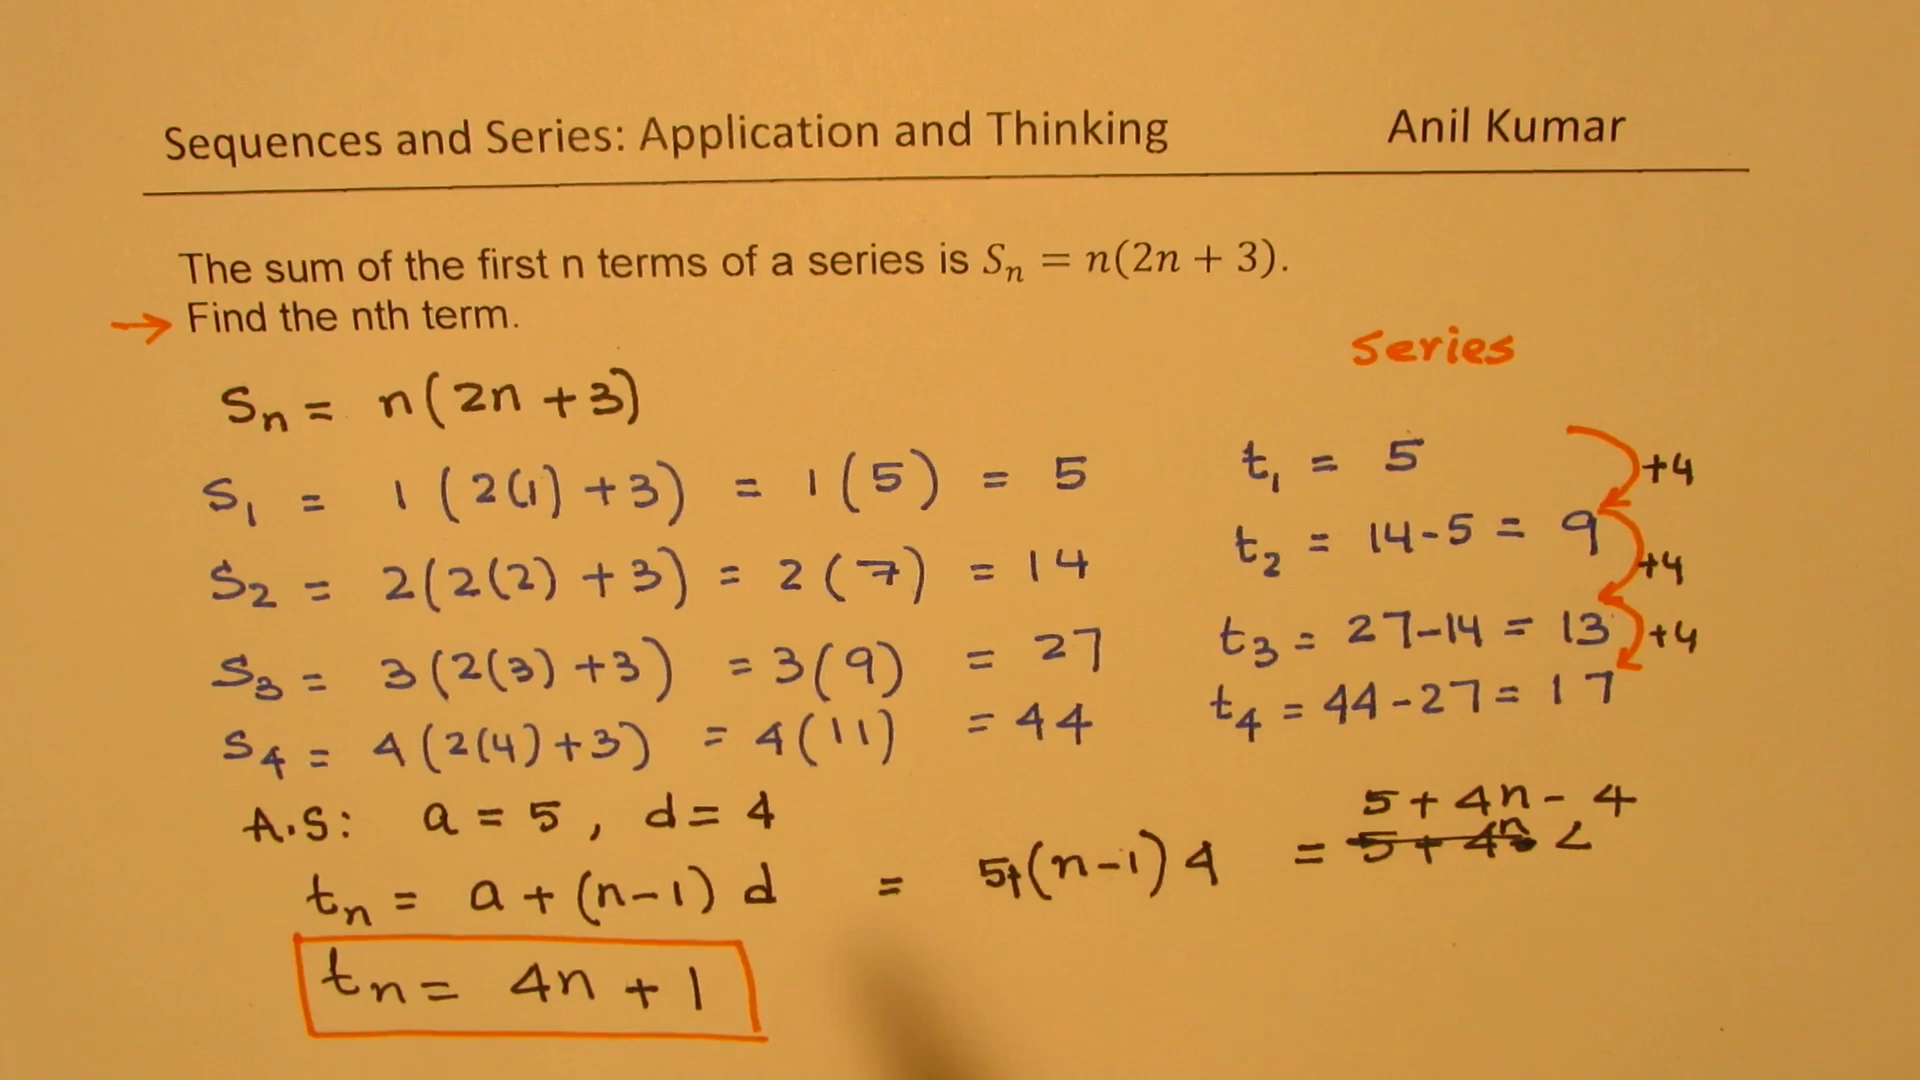 Sequences and Series: Application and Thinking Anil Kumar
The sum of the first n terms of a series is Sn = n(2n + 3).
→ Find the nth term.
Series
Sn = n(2n + 3)
S1 = 1(2(1) + 3) = 1(5) = 5 t1 = 5 +4
S2 = 2(2(2) + 3) = 2(7) = 14 t2 = 14-5 = 9 +4
S3 = 3(2(3) + 3) = 3(9) = 27 t3 = 27-14 = 13 +4
S4 = 4(2(4) + 3) = 4(11) = 44 t4 = 44-27 = 17
A.S: a = 5, d = 4
5 + 4n - 4
tn = a + (n-1) d = 5+(n-1)4 = 5 + 4n
tn = 4n + 1